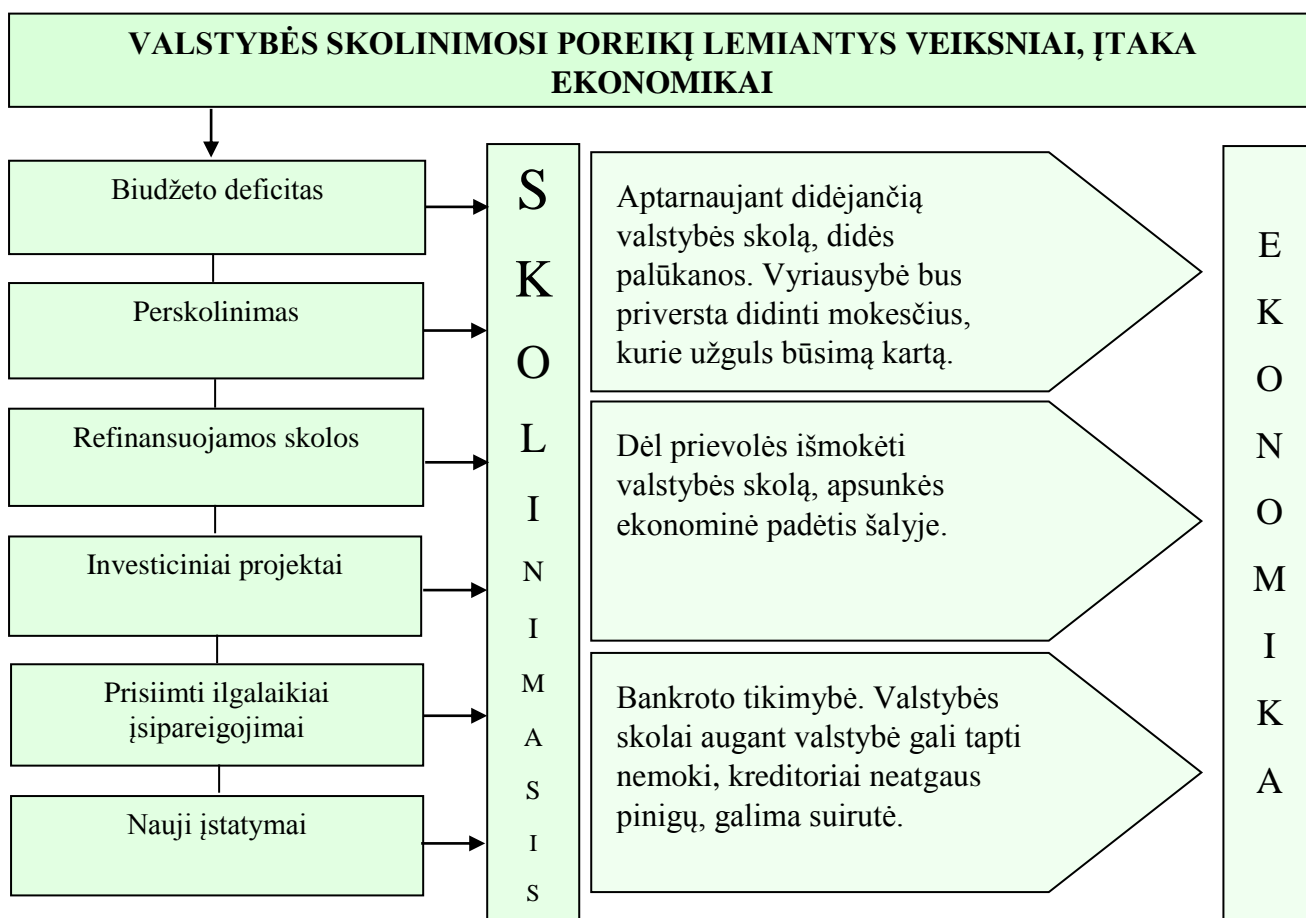 VALSTYBĖS SKOLINIMOSI POREIKĮ LEMIANTYS VEIKSNIAI, ĮTAKA
EKONOMIKAI
Biudžeto deficitas
Perskolinimas
Refinansuojamos skolos
Investiciniai projektai
Prisiimti ilgalaikiai
įsipareigojimai
Nauji įstatymai
S
K
O
L
I
N
I
M
A
S
I
S
Aptarnaujant didėjančią
valstybės skolą, didės
palūkanos. Vyriausybė bus
priversta didinti mokesčius,
kurie užguls būsimą kartą.
Dėl prievolės išmokėti
valstybės skolą, apsunkės
ekonominė padėtis šalyje.
Bankroto tikimybė. Valstybės
skolai augant valstybė gali tapti
nemoki, kreditoriai neatgaus
pinigų, galima suirutė.
E
K
O
N
O
M
I
K
A